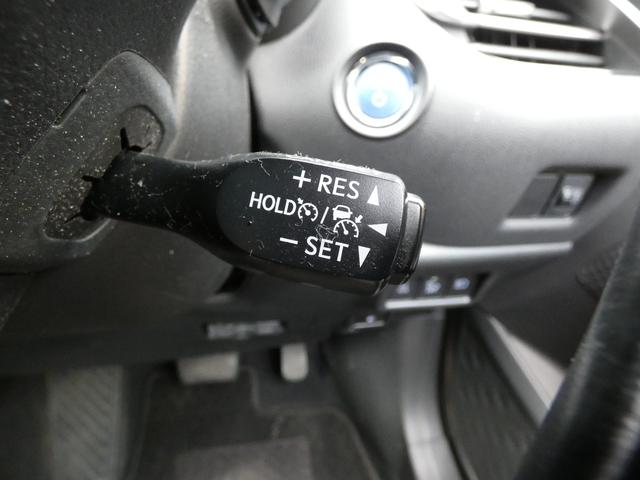 + RES
HOLD /
− SET